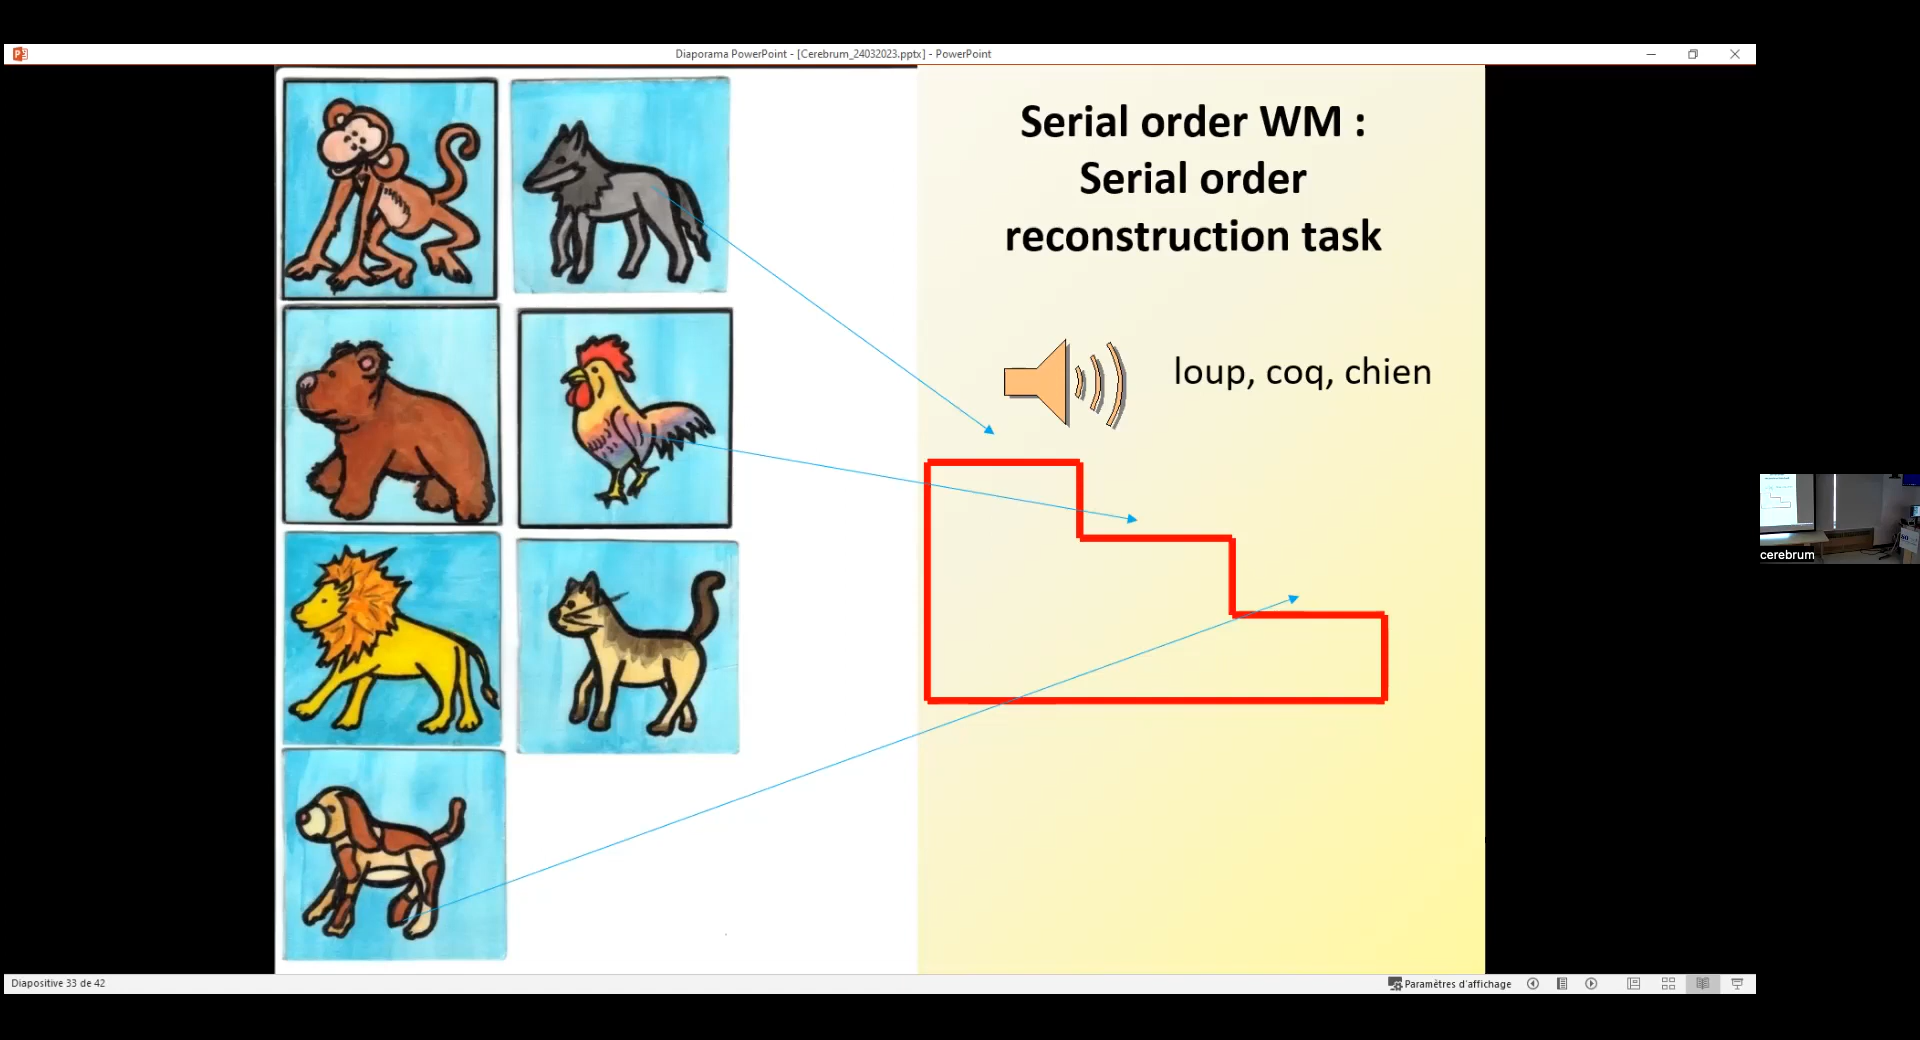 Diaporama PowerPoint - [Cerebrum_24032023.pptx] - PowerPoint
Serial order WM :
Serial order
reconstruction task
loup, coq, chien
cerebrum
Diapositive 33 de 42
Paramètres d'affichage